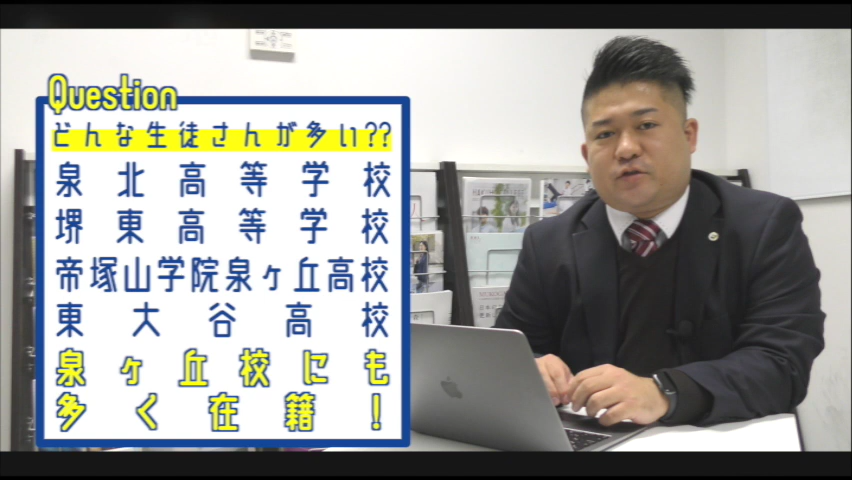 Question
どんな生徒さんが多い??
泉北高等学校
堺東高等学校
帝塚山学院泉ヶ丘高校
東大谷高校
泉ヶ丘校にも
多く在籍！